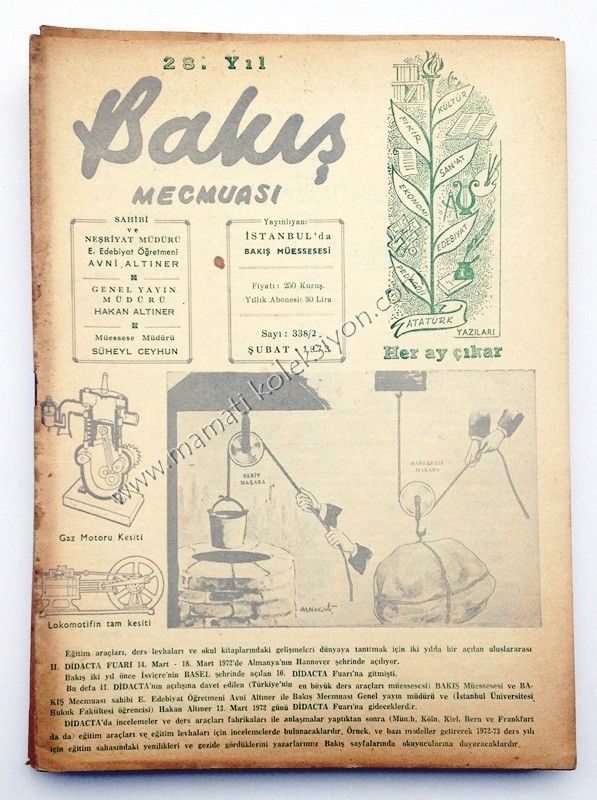 28. Yıl
Bakış
MECMUASI
SAHİBİ
ve
NEŞRİYAT MÜDÜRÜ
E. Edebiyat Öğretmeni
AVNİ ALTINER
GENEL YAYIN
MÜDÜRÜ
HAKAN ALTINER
Müessese Müdürü
SÜHEYL CEYHUN
Yayınlıyan:
İSTANBUL'da
BAKIŞ MÜESSESESİ
Fiyatı: 250 Kuruş.
Yıllık Abonesi: 30 Lira
Sayı: 338/2
ŞUBAT
KÜLTÜR
FİKİR
SAN'AT
EKONOMİ
EDEBİYAT
PEDAGOJİ
ATATÜRK
YAZILARI
Her ay çıkar
www.mamatikoleksiyon.com
Gaz Motoru Kesiti
Lokomotifin tam kesiti
SABİT
MAKARA
HAREKETLİ
MAKARA
Eğitim araçları, ders levhaları ve okul kitaplarındaki gelişmeleri dünyaya tanıtmak için iki yılda bir açılan uluslararası
II. DİDACTA FUARI 14. Mart - 18. Mart 1972'de Almanya'nın Hannover şehrinde açılıyor.
Bakış iki yıl önce İsviçre'nin BASEL şehrinde açılan 10. DİDACTA Fuarı'na gitmişti.
Bu defa 11. DİDACTA'nın açılışına davet edilen (Türkiye'nin en büyük ders araçları müessesesi) BAKIŞ Müessesesi ve BA-
KIŞ Mecmuası sahibi E. Edebiyat Öğretmeni Avni Altıner ile Bakış Mecmuası Genel yayın müdürü ve (İstanbul Üniversitesi
Hukuk Fakültesi öğrencisi) Hakan Altıner 13. Mart 1972 günü DİDACTA Fuarı'na gideceklerdir.
DİDACTA'da incelemeler ve ders araçları fabrikaları ile anlaşmalar yaptıktan sonra (Münih, Köln, Kiel, Bern ve Frankfurt
da da) eğitim araçları ve eğitim levhaları için incelemelerde bulunacaklardır. Örnek, ve bazı modeller getirerek 1972-73 ders yılı
için eğitim sahasındaki yenilikleri ve gezide gördüklerini yazarlarımız Bakış sayfalarında okuyucularına duyuracaklardır.